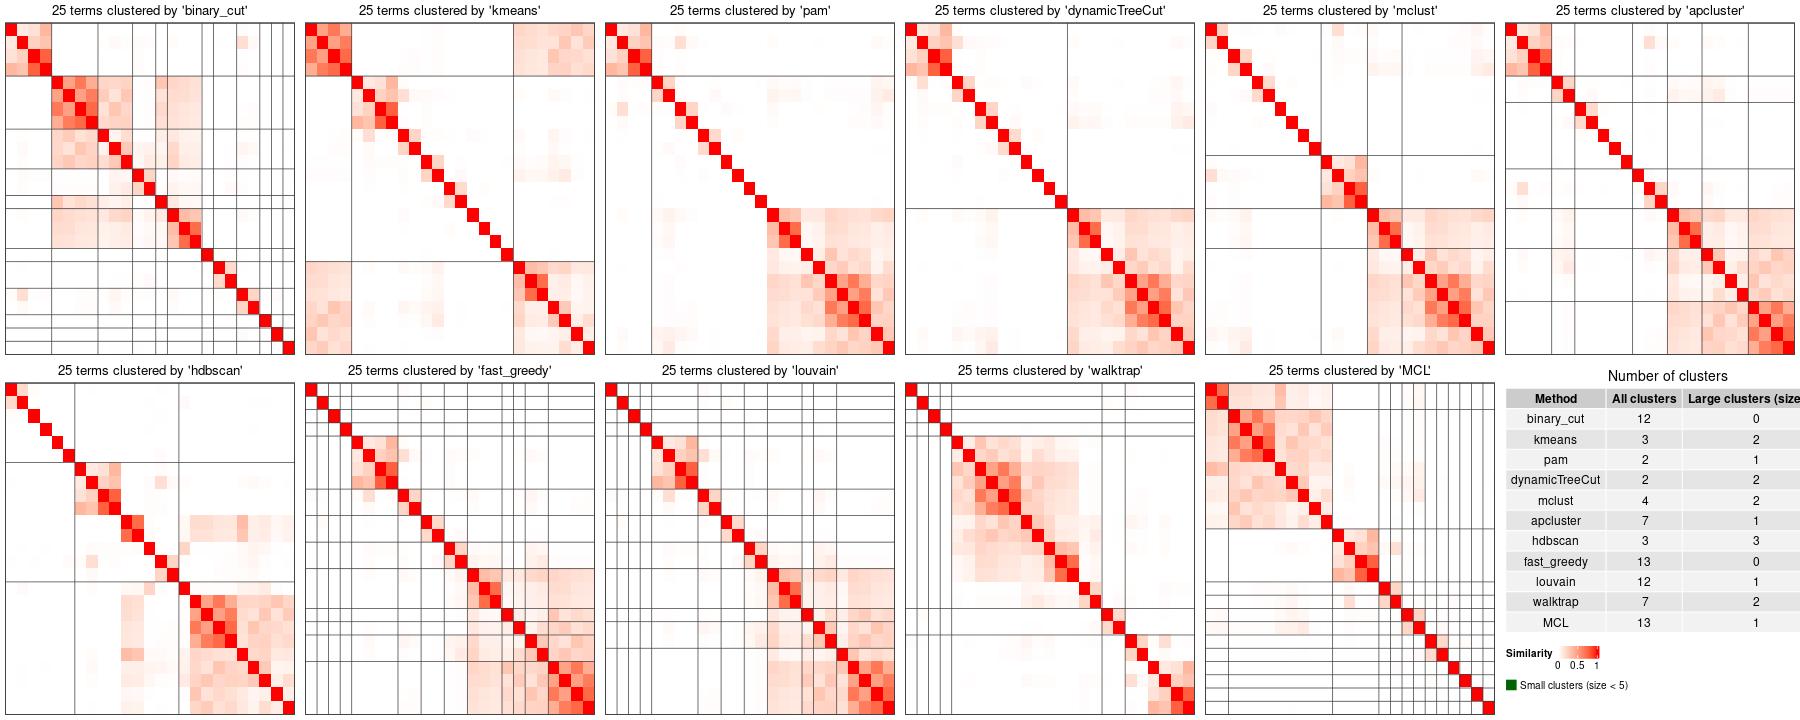 25 terms clustered by 'binary_cut'
25 terms clustered by 'kmeans'
25 terms clustered by 'pam'
25 terms clustered by 'dynamicTreeCut'
25 terms clustered by 'mclust'
25 terms clustered by 'apcluster'
25 terms clustered by 'hdbscan'
25 terms clustered by 'fast_greedy'
25 terms clustered by 'louvain'
25 terms clustered by 'walktrap'
25 terms clustered by 'MCL'
Number of clusters
Method All clusters Large clusters (size
binary_cut 12 0
kmeans 3 2
pam 2 1
dynamicTreeCut 2 2
mclust 4 2
apcluster 7 1
hdbscan 3 3
fast_greedy 13 0
louvain 12 1
walktrap 7 2
MCL 13 1
Similarity
0 0.5 1
Small clusters (size < 5)